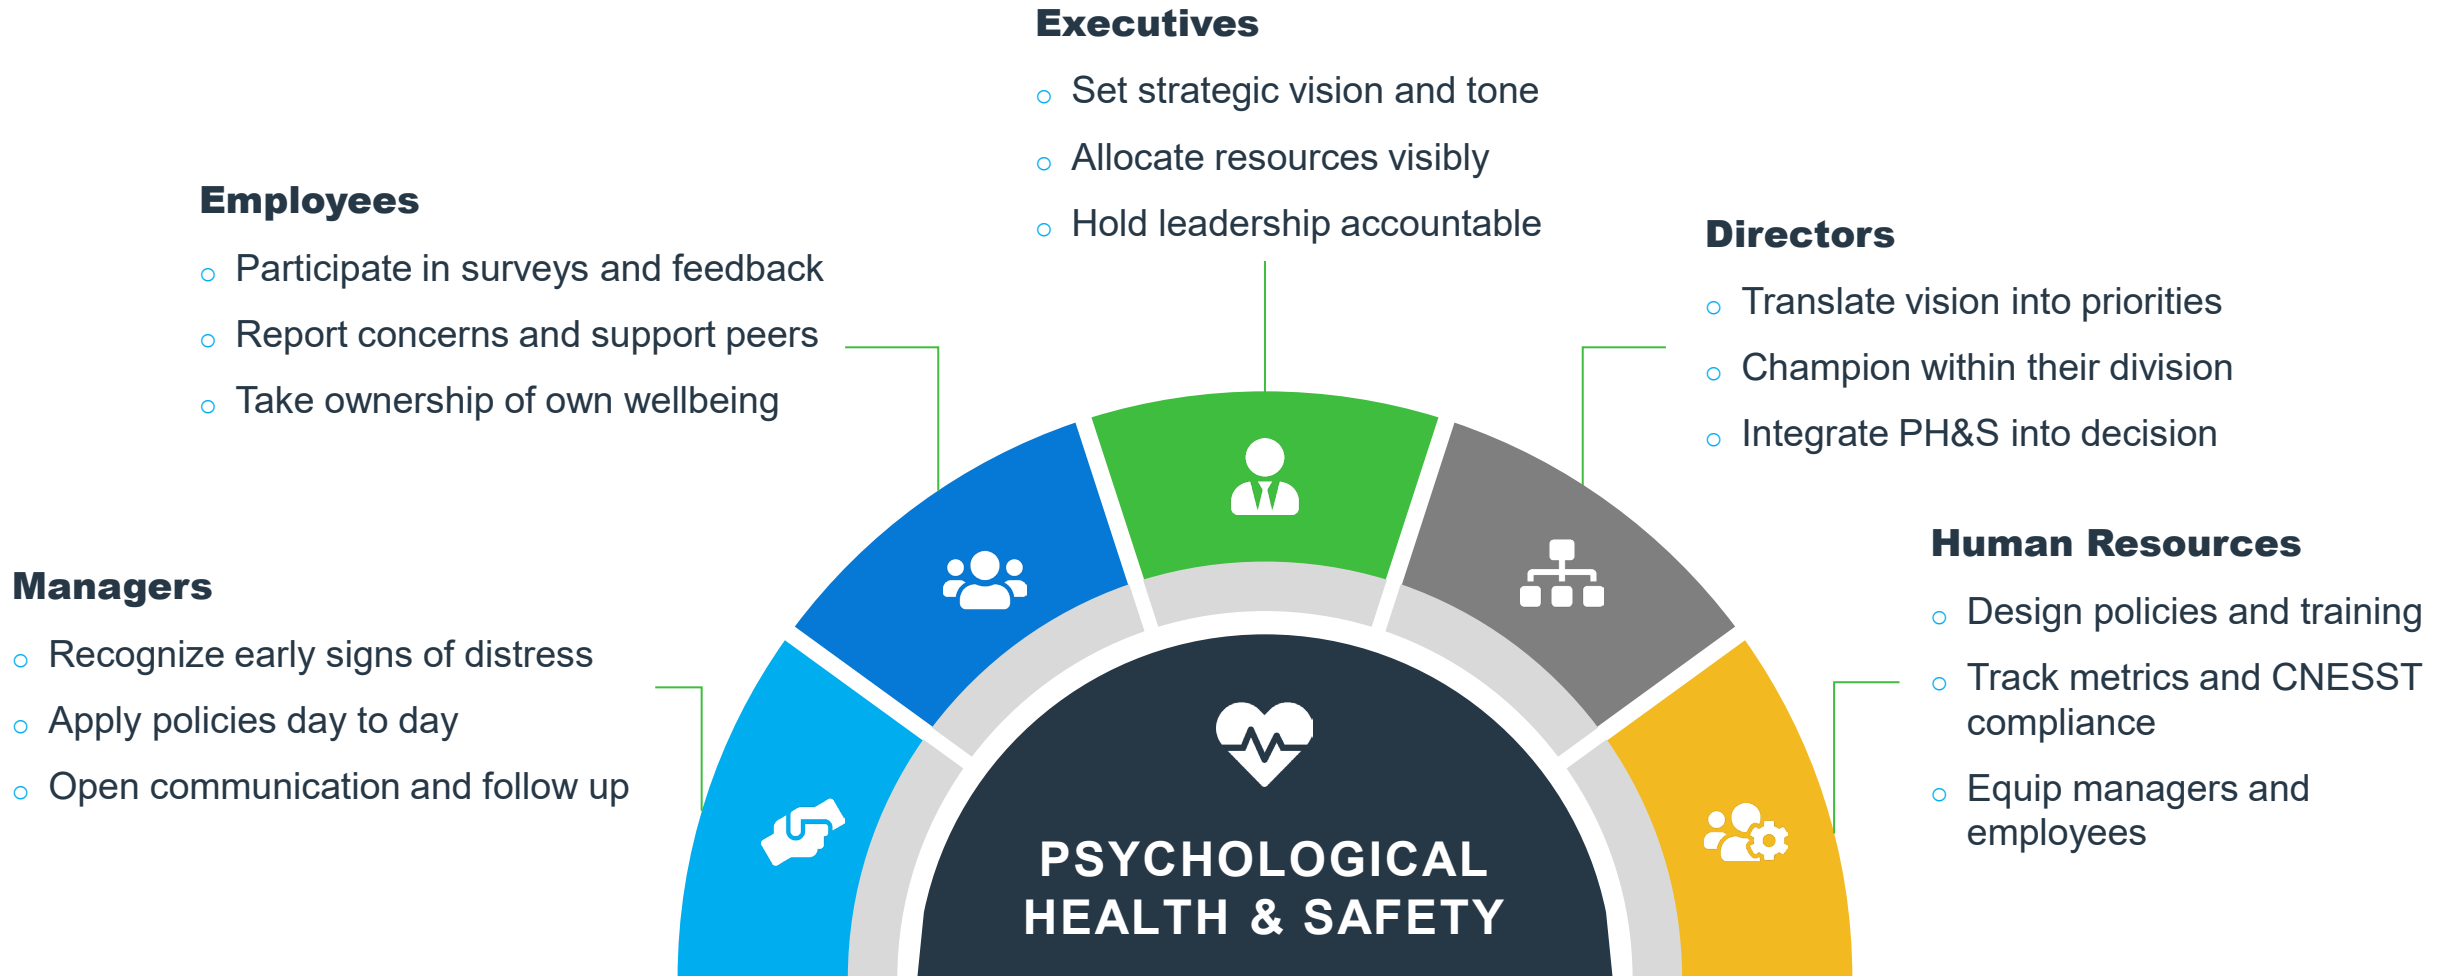 Executives
Set strategic vision and tone
Allocate resources visibly
Hold leadership accountable
Employees
Participate in surveys and feedback
Report concerns and support peers
Take ownership of own wellbeing
Directors
Translate vision into priorities
Champion within their division
Integrate PH&S into decision
Managers
Recognize early signs of distress
Apply policies day to day
Open communication and follow up
Human Resources
Design policies and training
Track metrics and CNESST
compliance
Equip managers and
employees
PSYCHOLOGICAL
HEALTH & SAFETY